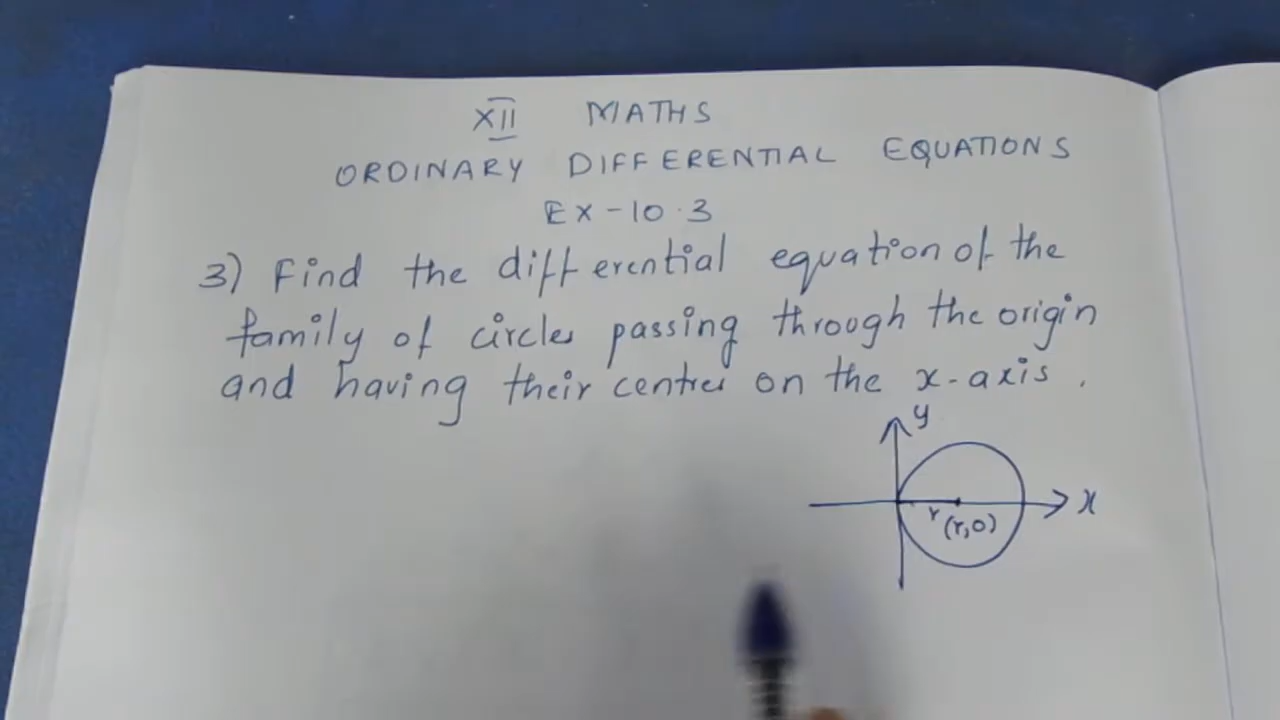 XII MATHS
ORDINARY DIFFERENTIAL EQUATIONS
EX-10.3
3) Find the differential equation of the
family of circles passing through the origin
and having their centres on the x-axis.
y
x
r
(r,0)